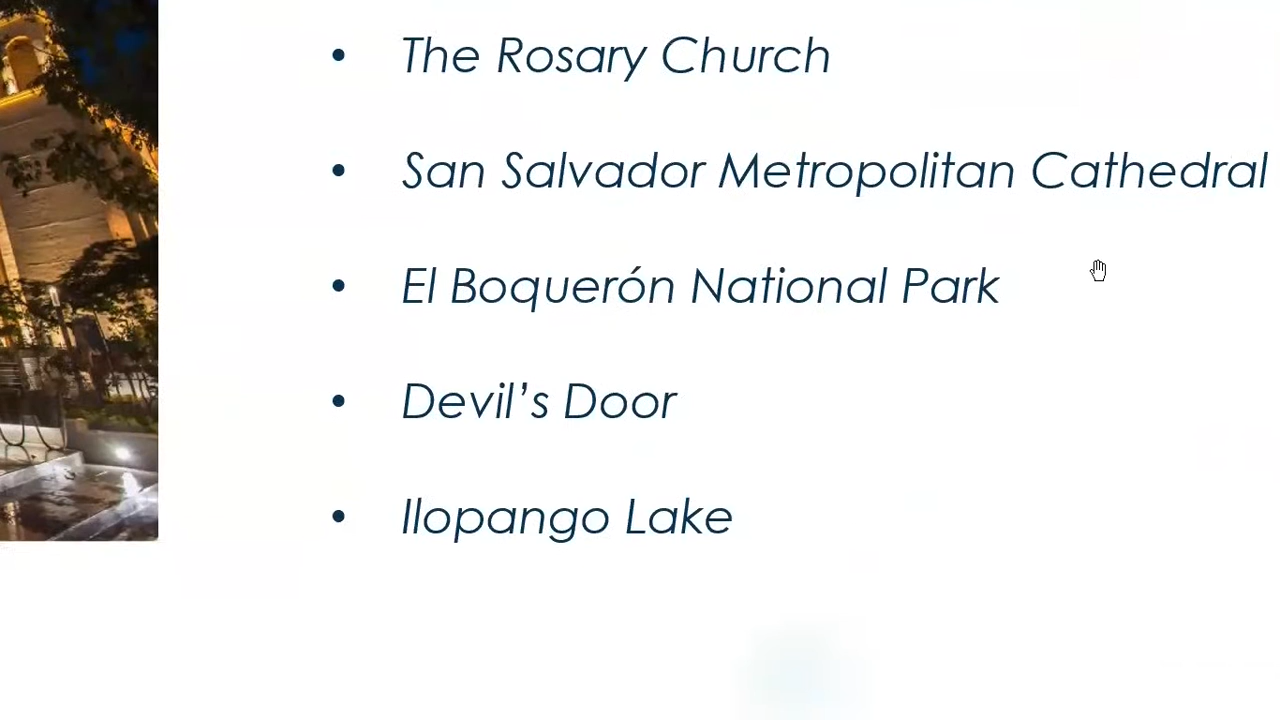 • The Rosary Church
• San Salvador Metropolitan Cathedral
• El Boquerón National Park
• Devil’s Door
• Ilopango Lake